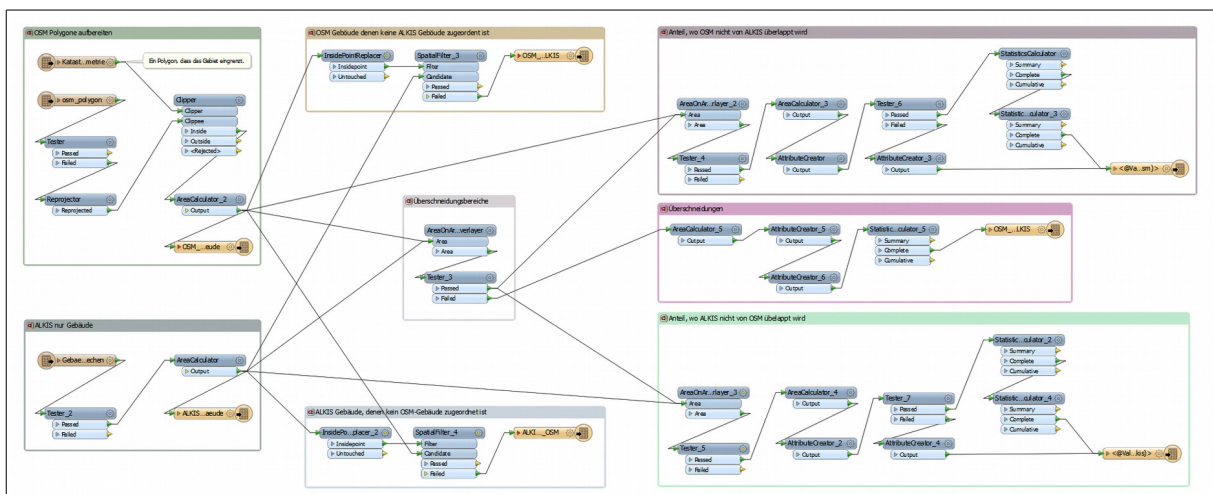 OSM Polygone aufbereiten
Katast...metrie
Ein Polygon, dass das Gebiet eingrenzt.
osm_polygon
Clipper
Clipper
Clippee
Inside
Outside
<Rejected>
Tester
Passed
Failed
Reprojector
Reprojected
AreaCalculator_2
Output
OSM_...eude
ALKIS nur Gebäude
Gebae...echen
AreaCalculator
Output
Tester_2
Passed
Failed
ALKIS...aeude
OSM Gebäude denen keine ALKIS Gebäude zugeordent ist
InsidePointReplacer
Insidepoint
Untouched
SpatialFilter_3
Filter
Candidate
Passed
Failed
OSM_...LKIS
Überschneidungsbereiche
AreaOnAr...verlayer
Area
Area
Tester_3
Passed
Failed
ALKIS Gebäude, denen kein OSM-Gebäude zugeordnet ist
InsidePo...placer_2
Insidepoint
Untouched
SpatialFilter_4
Filter
Candidate
Passed
Failed
ALKI..._OSM
Anteil, wo OSM nicht von ALKIS überlappt wird
AreaOnAr...rlayer_2
Area
Area
Tester_4
Passed
Failed
AreaCalculator_3
Output
AttributeCreator
Output
Tester_6
Passed
Failed
AttributeCreator_3
Output
StatisticsCalculator
Summary
Complete
Cumulative
Statistic...culator_3
Summary
Complete
Cumulative
<@Va...sm)>
Überschneidungen
AreaCalculator_5
Output
AttributeCreator_5
Output
AttributeCreator_6
Output
Statistic...culator_5
Summary
Complete
Cumulative
OSM_...LKIS
Anteil, wo ALKIS nicht von OSM übelappt wird
AreaOnAr...rlayer_3
Area
Area
Tester_5
Passed
Failed
AreaCalculator_4
Output
AttributeCreator_2
Output
Tester_7
Passed
Failed
AttributeCreator_4
Output
Statistic...culator_2
Summary
Complete
Cumulative
Statistic...culator_4
Summary
Complete
Cumulative
<@Val...kis)>